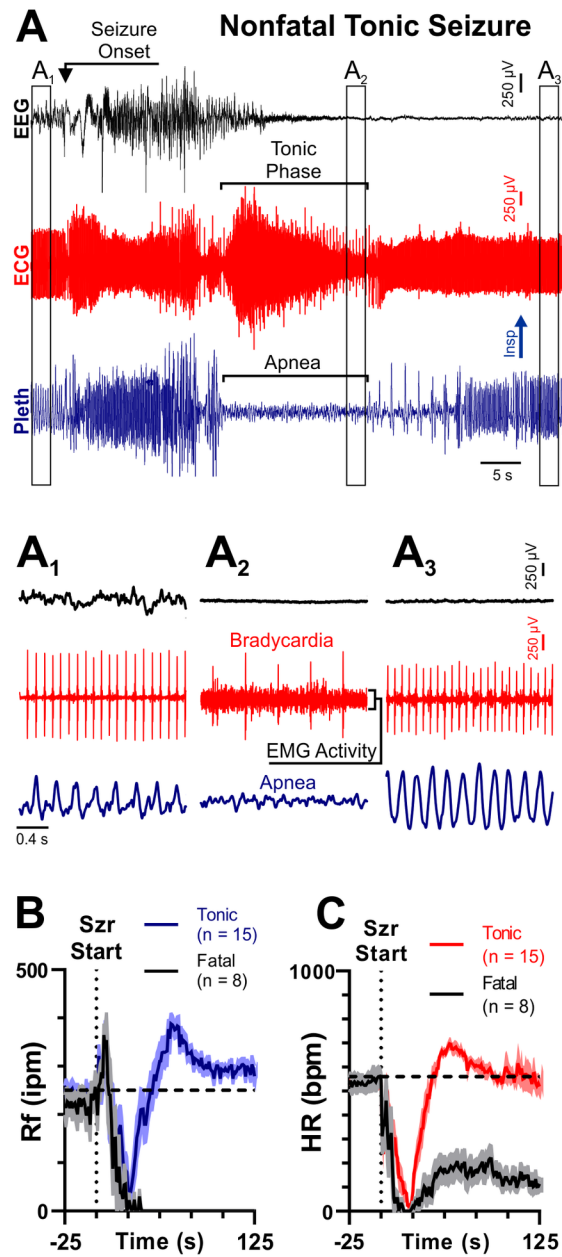 A Nonfatal Tonic Seizure
Seizure
Onset
A1
A2
A3
250 µV
EEG
Tonic
Phase
250 µV
ECG
Insp
Apnea
Pleth
5 s
A1
A2
A3
250 µV
Bradycardia
250 µV
EMG Activity
Apnea
0.4 s
B
Szr
Start
Tonic
(n = 15)
Fatal
(n = 8)
500
Rf (ipm)
0
-25
Time (s)
125
C
Szr
Start
Tonic
(n = 15)
Fatal
(n = 8)
1000
HR (bpm)
0
-25
Time (s)
125